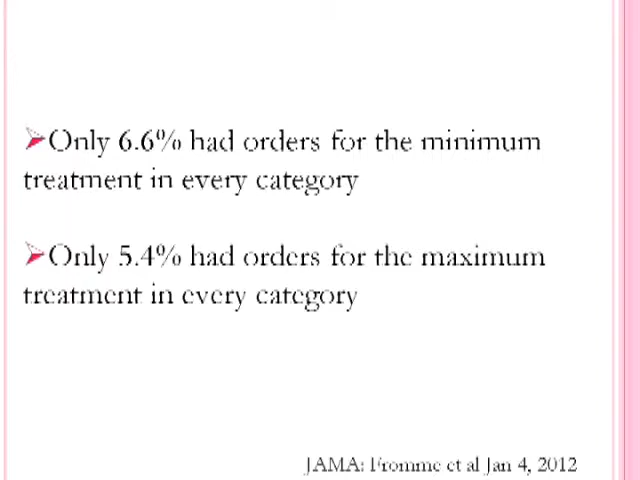 Only 6.6% had orders for the minimum
treatment in every category
Only 5.4% had orders for the maximum
treatment in every category
JAMA: Fromme et al Jan 4, 2012